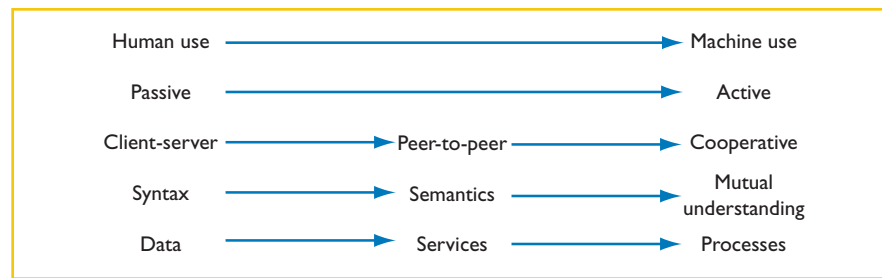 Human use Machine use
Passive Active
Client-server Peer-to-peer Cooperative
Syntax Semantics Mutual
understanding
Data Services Processes